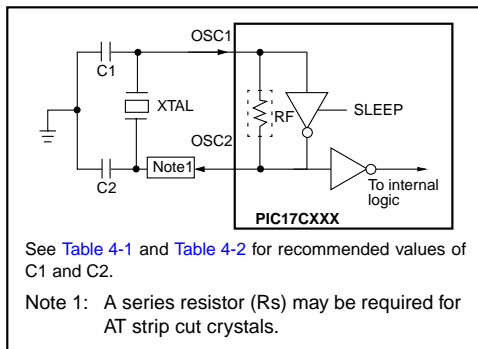 OSC1
C1
XTAL
RF
SLEEP
OSC2
Note1
C2
To internal
logic
PIC17CXXX
See Table 4-1 and Table 4-2 for recommended values of
C1 and C2.
Note 1: A series resistor (Rs) may be required for
AT strip cut crystals.